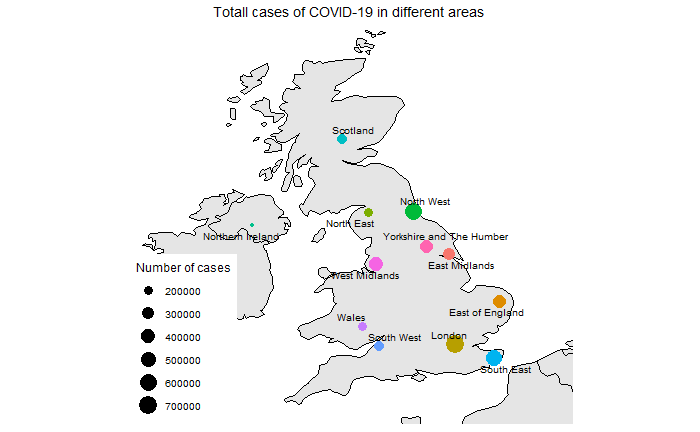 Totall cases of COVID-19 in different areas
Scotland
North West
North East
Northern Ireland
Yorkshire and The Humber
East Midlands
West Midlands
Number of cases
200000
300000
400000
500000
600000
700000
East of England
Wales
South West
London
South East